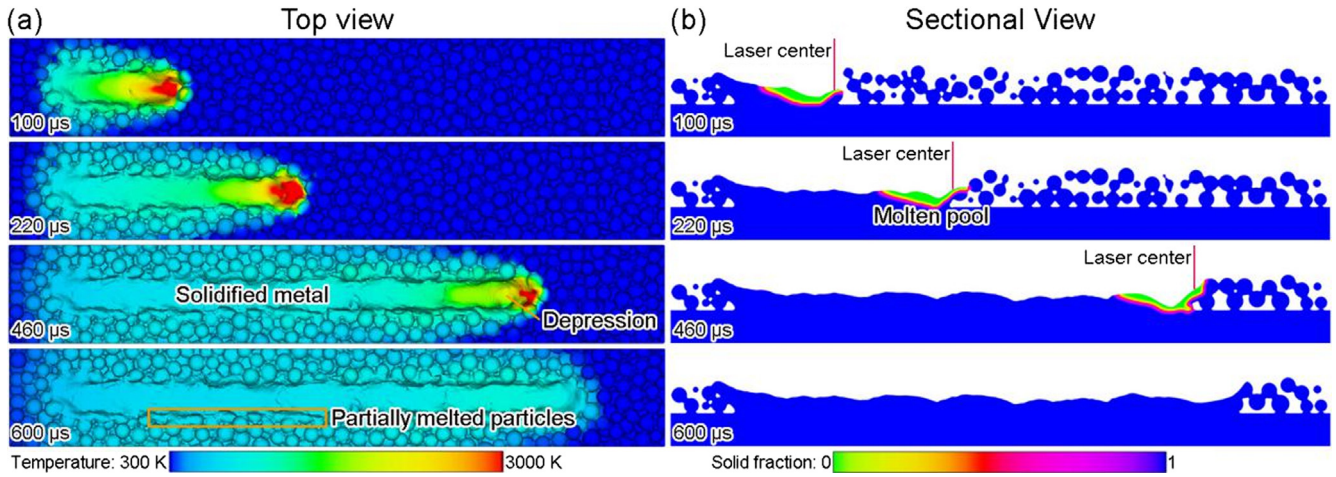 (a) Top view
100 µs
220 µs
Solidified metal
Depression
460 µs
Partially melted particles
600 µs
Temperature: 300 K 3000 K
(b) Sectional View
Laser center
100 µs
Laser center
Molten pool
220 µs
Laser center
460 µs
600 µs
Solid fraction: 0 1